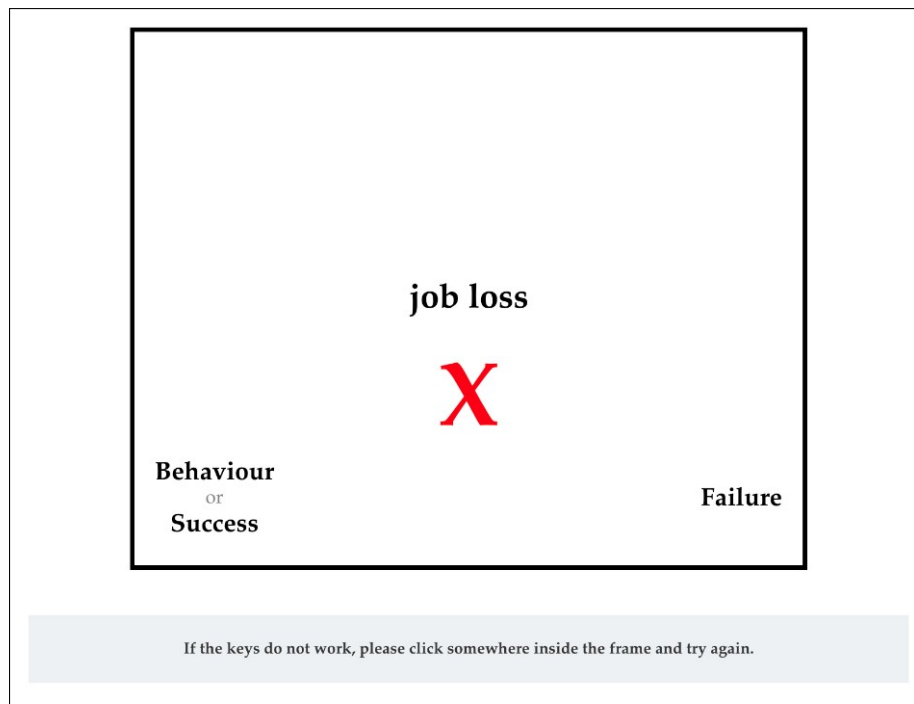 job loss
X
Behaviour
or
Success
Failure
If the keys do not work, please click somewhere inside the frame and try again.